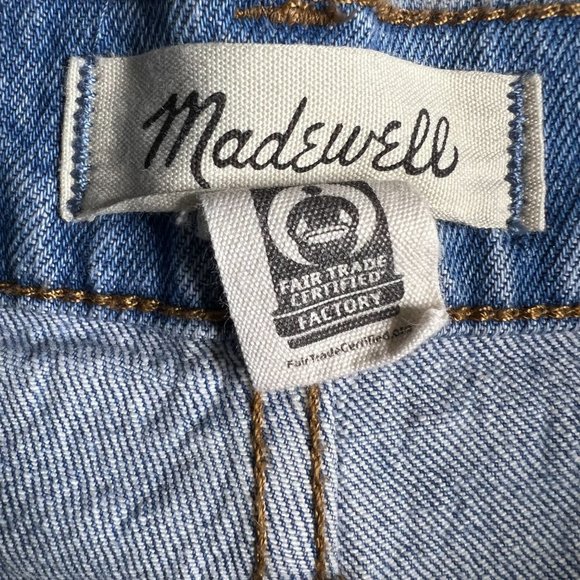 Madewell
FAIR TRADE
CERTIFIED
FACTORY
FairTradeCertified.org